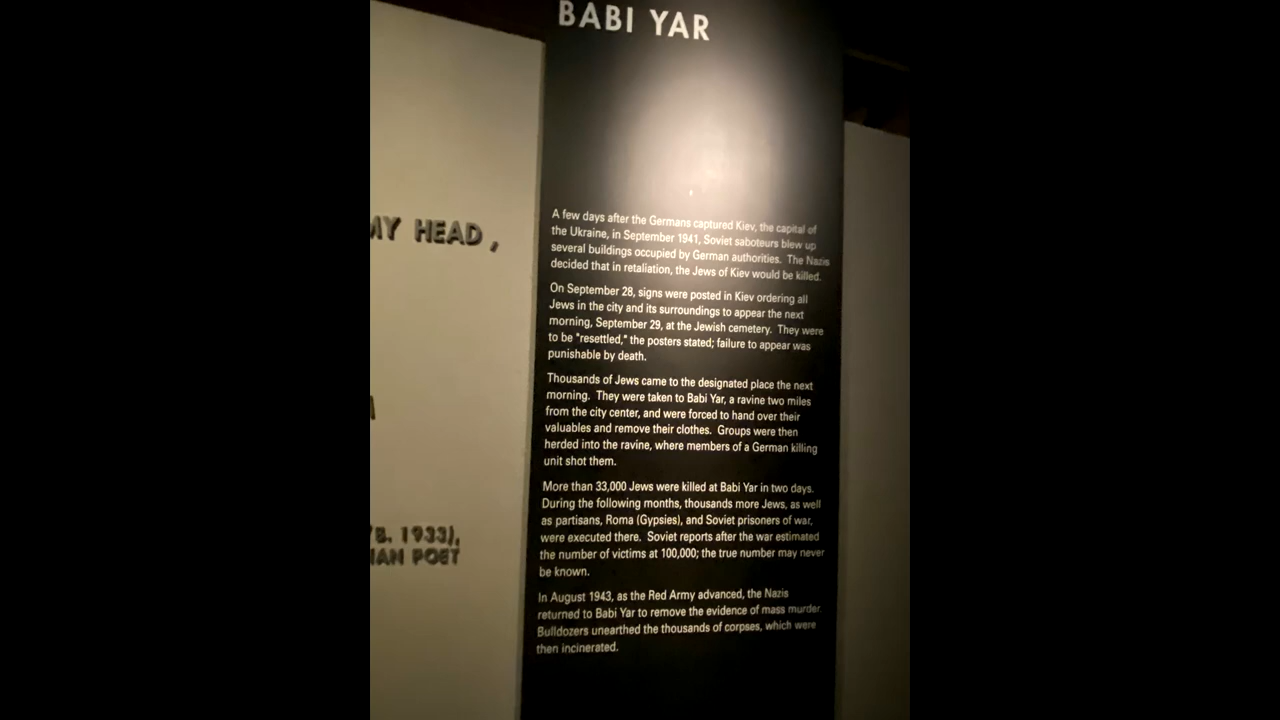 BABI YAR
MY HEAD,
(B. 1933),
POET
A few days after the Germans captured Kiev, the capital of
the Ukraine, in September 1941, Soviet saboteurs blew up
several buildings occupied by German authorities. The Nazis
decided that in retaliation, the Jews of Kiev would be killed.
On September 28, signs were posted in Kiev ordering all
Jews in the city and its surroundings to appear the next
morning, September 29, at the Jewish cemetery. They were
to be "resettled," the posters stated; failure to appear was
punishable by death.
Thousands of Jews came to the designated place the next
morning. They were taken to Babi Yar, a ravine two miles
from the city center, and were forced to hand over their
valuables and remove their clothes. Groups were then
herded into the ravine, where members of a German killing
unit shot them.
More than 33,000 Jews were killed at Babi Yar in two days.
During the following months, thousands more Jews, as well
as partisans, Roma (Gypsies), and Soviet prisoners of war,
were executed there. Soviet reports after the war estimated
the number of victims at 100,000; the true number may never
be known.
In August 1943, as the Red Army advanced, the Nazis
returned to Babi Yar to remove the evidence of mass murder.
Bulldozers unearthed the thousands of corpses, which were
then incinerated.